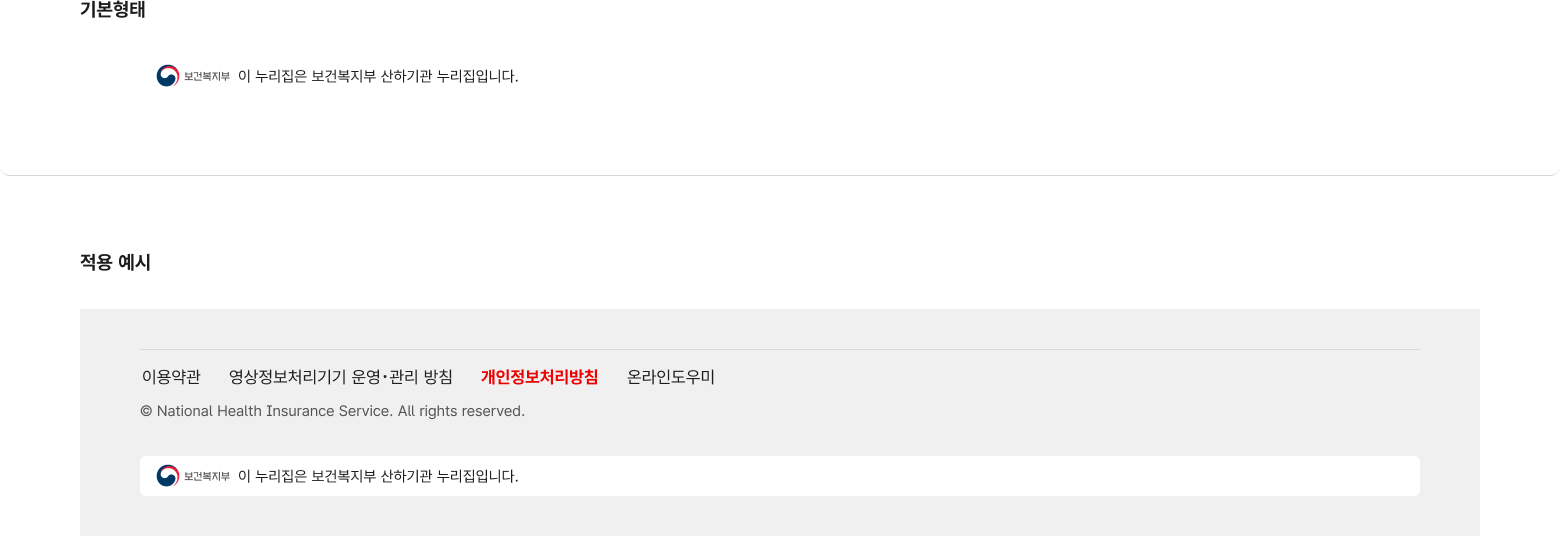 기본형태
보건복지부 이 누리집은 보건복지부 산하기관 누리집입니다.
적용 예시
이용약관 영상정보처리기기 운영·관리 방침 개인정보처리방침 온라인도우미
© National Health Insurance Service. All rights reserved.
보건복지부 이 누리집은 보건복지부 산하기관 누리집입니다.